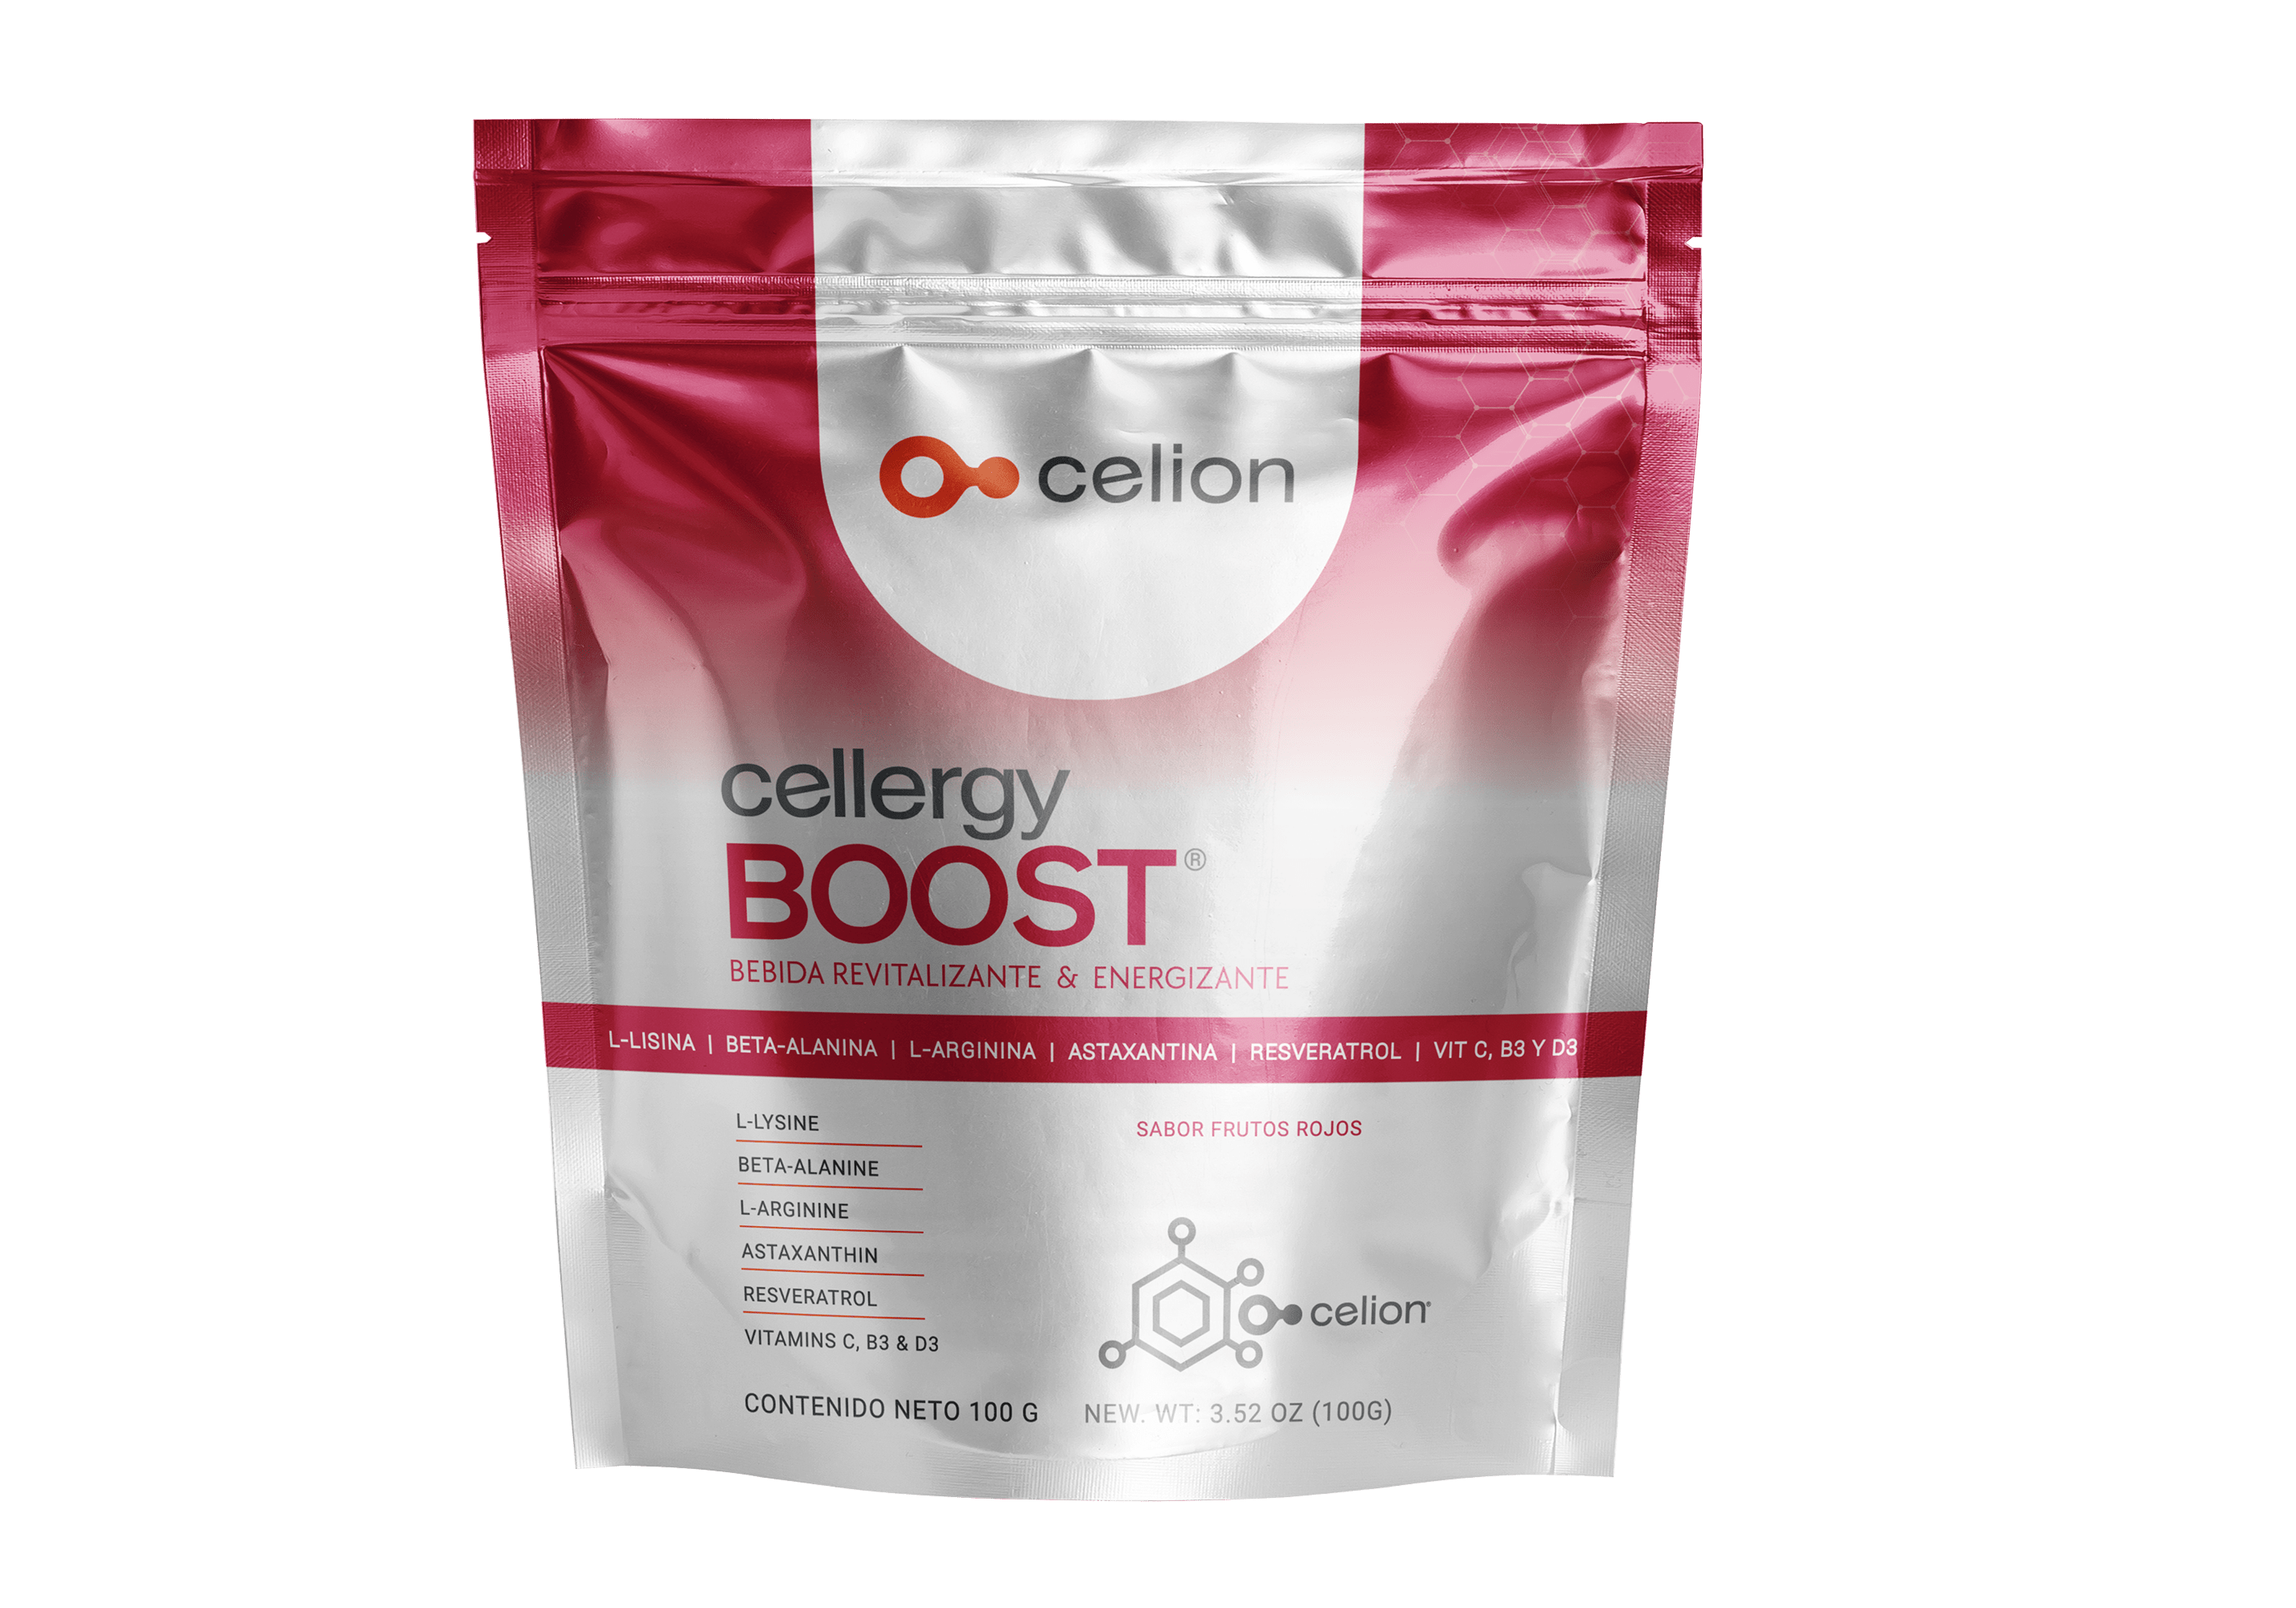 celion
cellergy
BOOST®
BEBIDA REVITALIZANTE & ENERGIZANTE
L-LISINA | BETA-ALANINA | L-ARGININA | ASTAXANTINA | RESVERATROL | VIT C, B3 Y D3
L-LYSINE
BETA-ALANINE
L-ARGININE
ASTAXANTHIN
RESVERATROL
VITAMINS C, B3 & D3
SABOR FRUTOS ROJOS
celion®
CONTENIDO NETO 100 G
NEW. WT: 3.52 OZ (100G)